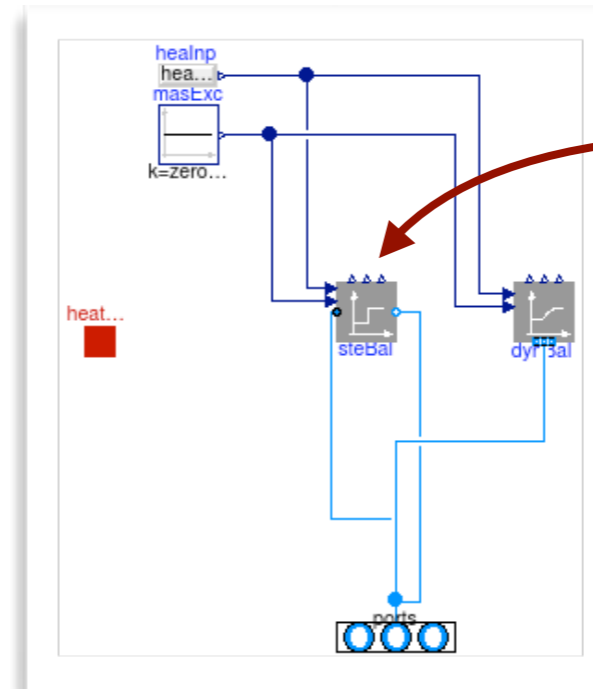 heaInp
hea...
masExc
k=zero...
heat...
steBal
dynBal
ports